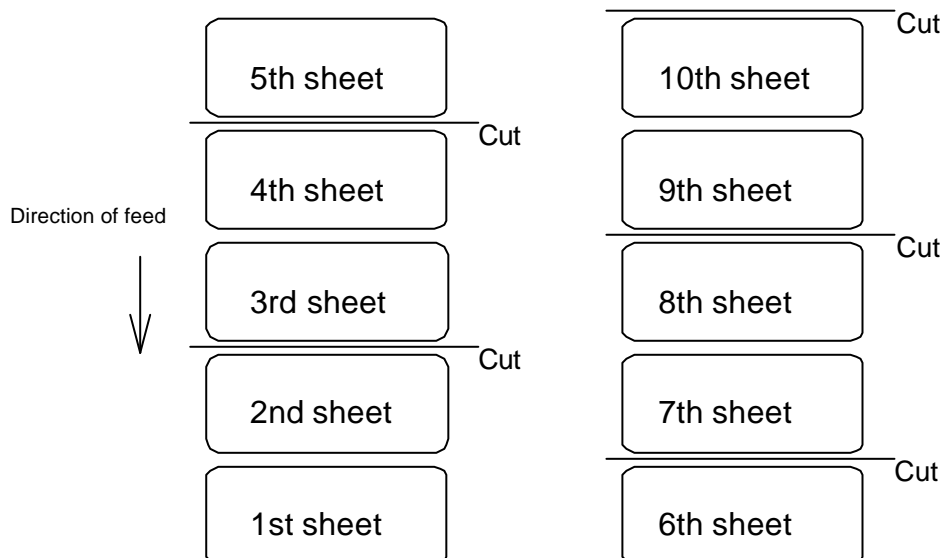 5th sheet
Cut
4th sheet
Direction of feed
3rd sheet
Cut
2nd sheet
1st sheet
Cut
10th sheet
9th sheet
Cut
8th sheet
7th sheet
Cut
6th sheet